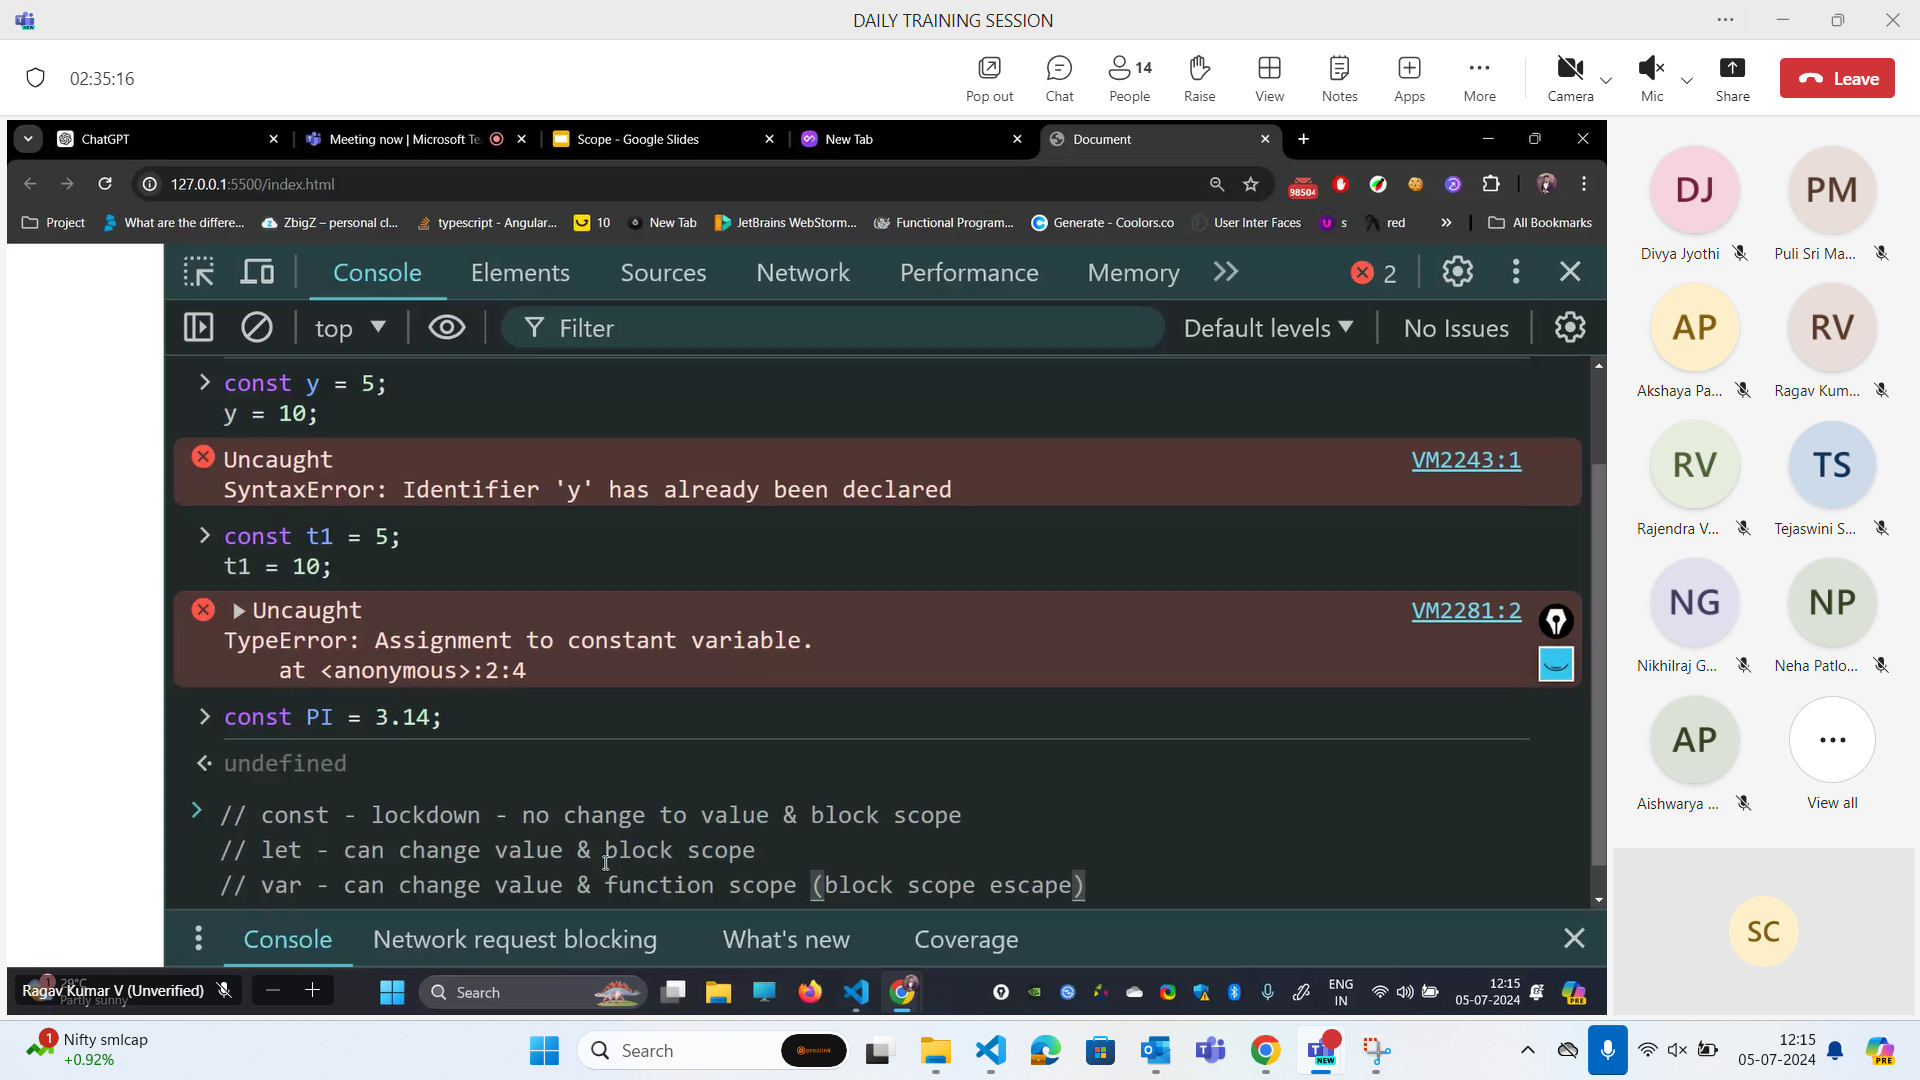 DAILY TRAINING SESSION
02:35:16
Pop out
Chat
14
People
Raise
View
Notes
Apps
More
Camera
Mic
Share
Leave
ChatGPT
Meeting now | Microsoft Te
Scope - Google Slides
New Tab
Document
127.0.0.1:5500/index.html
98504
Project
What are the differe...
ZbigZ – personal cl...
typescript - Angular...
10
New Tab
JetBrains WebStorm...
Functional Program...
Generate - Coolors.co
User Inter Faces
s
red
All Bookmarks
Console
Elements
Sources
Network
Performance
Memory
2
top
Filter
Default levels
No Issues
const y = 5;
y = 10;
Uncaught
VM2243:1
SyntaxError: Identifier 'y' has already been declared
const t1 = 5;
t1 = 10;
Uncaught
VM2281:2
TypeError: Assignment to constant variable.
at <anonymous>:2:4
const PI = 3.14;
undefined
// const - lockdown - no change to value & block scope
// let - can change value & block scope
// var - can change value & function scope (block scope escape)
Console
Network request blocking
What's new
Coverage
Ragav Kumar V (Unverified)
29°C
Partly sunny
Search
ENG
IN
12:15
05-07-2024
PRE
DJ
PM
Divya Jyothi
Puli Sri Ma...
AP
RV
Akshaya Pa...
Ragav Kum...
RV
TS
Rajendra V...
Tejaswini S...
NG
NP
Nikhilraj G...
Neha Patlo...
AP
Aishwarya ...
View all
SC
1
Nifty smlcap
+0.92%
Search
NEW
12:15
05-07-2024
PRE